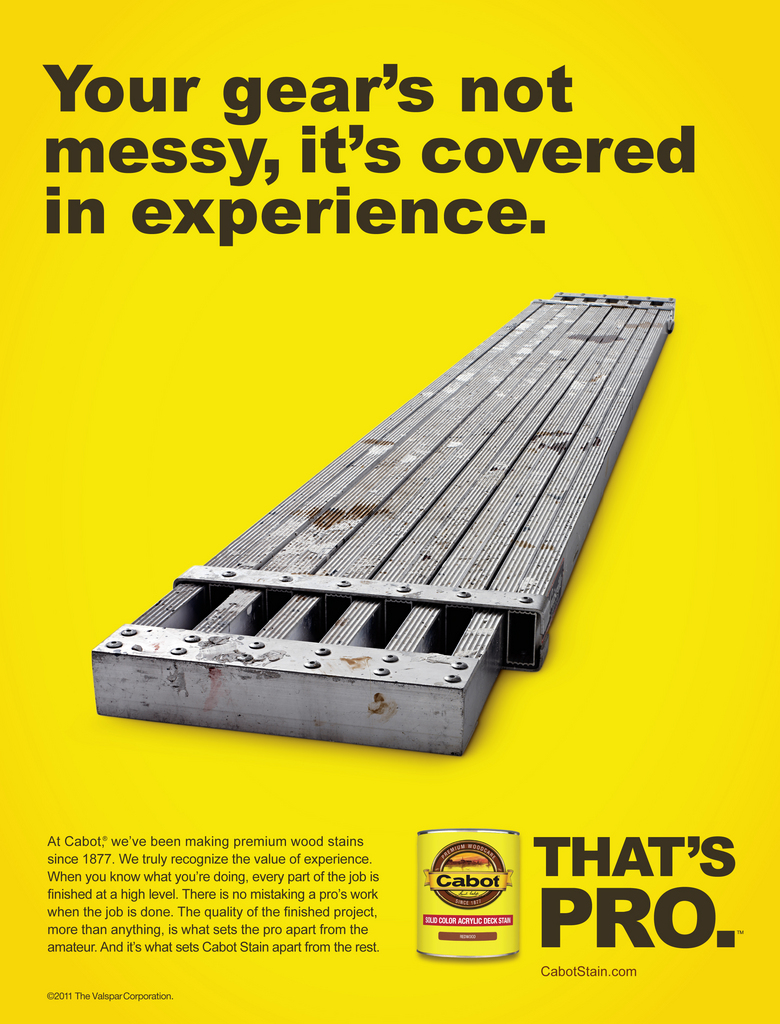 Your gear's not
messy, it's covered
in experience.
At Cabot,® we've been making premium wood stains
since 1877. We truly recognize the value of experience.
When you know what you're doing, every part of the job is
finished at a high level. There is no mistaking a pro's work
when the job is done. The quality of the finished project,
more than anything, is what sets the pro apart from the
amateur. And it's what sets Cabot Stain apart from the rest.
PREMIUM WOODCARE
Cabot
SINCE 1877
SOLID COLOR ACRYLIC DECK STAIN
REDWOOD
THAT'S
PRO.™
CabotStain.com
©2011 The Valspar Corporation.